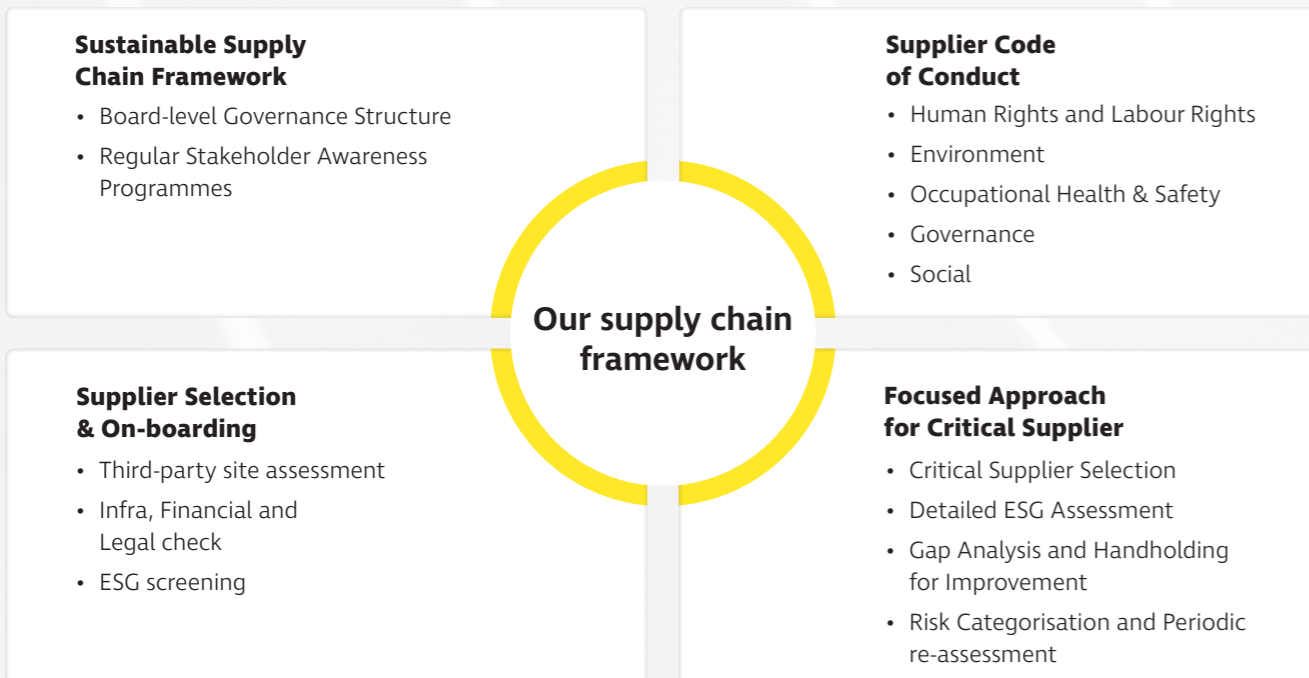 Sustainable Supply
Chain Framework
• Board-level Governance Structure
• Regular Stakeholder Awareness
Programmes
Supplier Code
of Conduct
• Human Rights and Labour Rights
• Environment
• Occupational Health & Safety
• Governance
• Social
Our supply chain
framework
Supplier Selection
& On-boarding
• Third-party site assessment
• Infra, Financial and
Legal check
• ESG screening
Focused Approach
for Critical Supplier
• Critical Supplier Selection
• Detailed ESG Assessment
• Gap Analysis and Handholding
for Improvement
• Risk Categorisation and Periodic
re-assessment